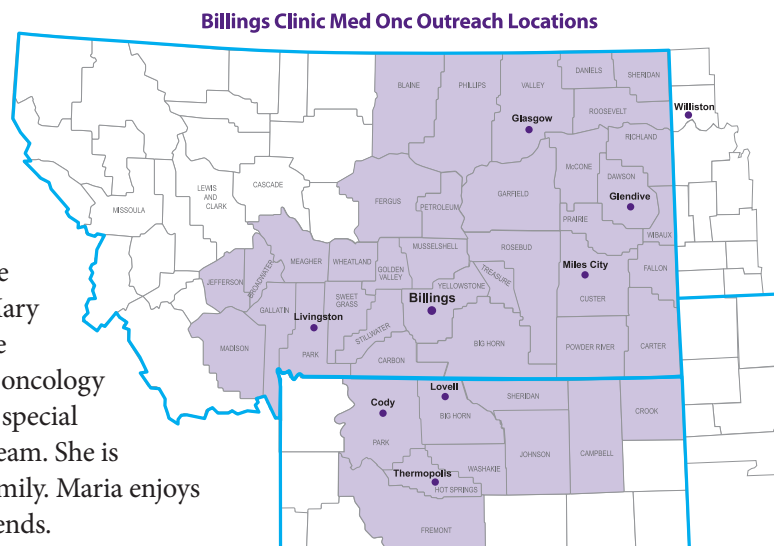 Billings Clinic Med Onc Outreach Locations
BLAINE
PHILLIPS
VALLEY
DANIELS
SHERIDAN
ROOSEVELT
Williston
Glasgow
RICHLAND
McCONE
DAWSON
LEWIS
AND
CLARK
CASCADE
FERGUS
PETROLEUM
GARFIELD
Glendive
MISSOULA
PRAIRIE
WIBAUX
MUSSELSHELL
ROSEBUD
MEAGHER
WHEATLAND
GOLDEN
VALLEY
BROADWATER
JEFFERSON
TREASURE
Miles City
FALLON
YELLOWSTONE
SWEET
GRASS
Billings
CUSTER
GALLATIN
Livingston
STILLWATER
MADISON
PARK
CARBON
BIG HORN
POWDER RIVER
CARTER
Lovell
SHERIDAN
Cody
CROOK
PARK
BIG HORN
JOHNSON
CAMPBELL
WASHAKIE
Thermopolis
HOT SPRINGS
FREMONT
oncology
special
eam. She is
mily. Maria enjoys
ends.